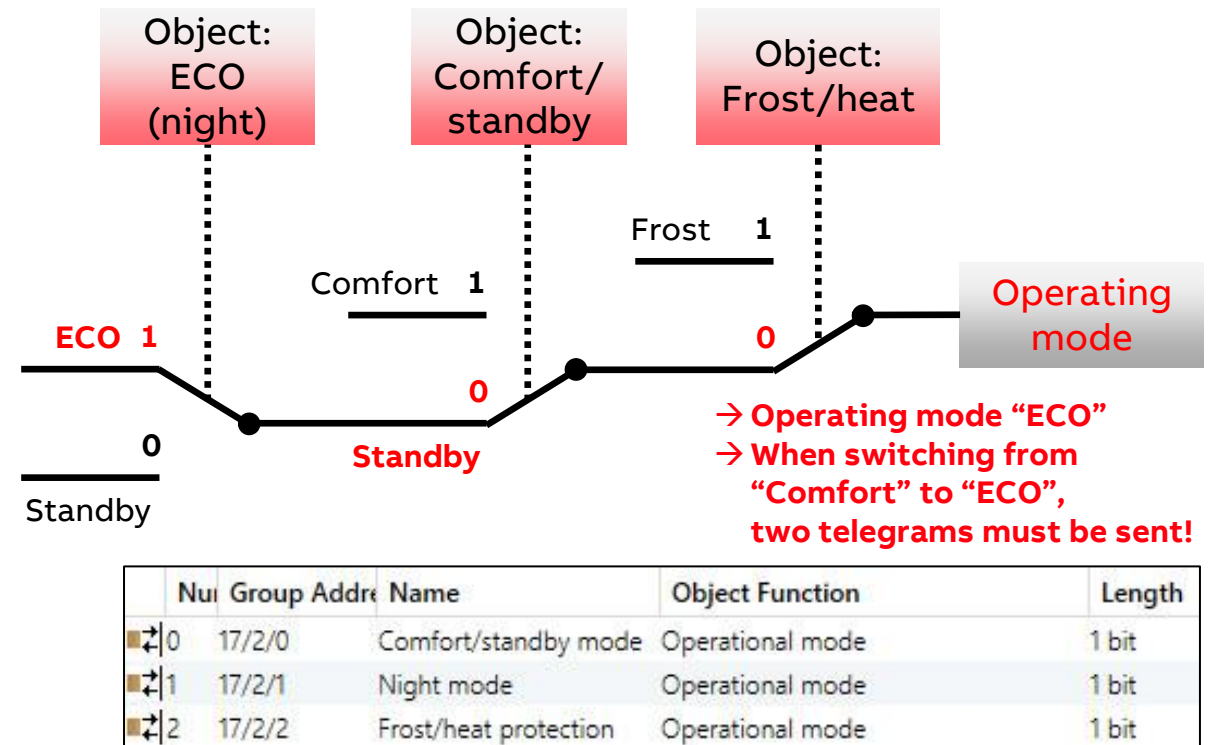 Object:
ECO
(night)
Object:
Comfort/
standby
Object:
Frost/heat
Frost 1
Comfort 1
Operating
mode
ECO 1
0
0
0
Standby
Standby
→ Operating mode “ECO”
→ When switching from
“Comfort” to “ECO”,
two telegrams must be sent!
Nu Group Addre Name Object Function Length
0 17/2/0 Comfort/standby mode Operational mode 1 bit
1 17/2/1 Night mode Operational mode 1 bit
2 17/2/2 Frost/heat protection Operational mode 1 bit